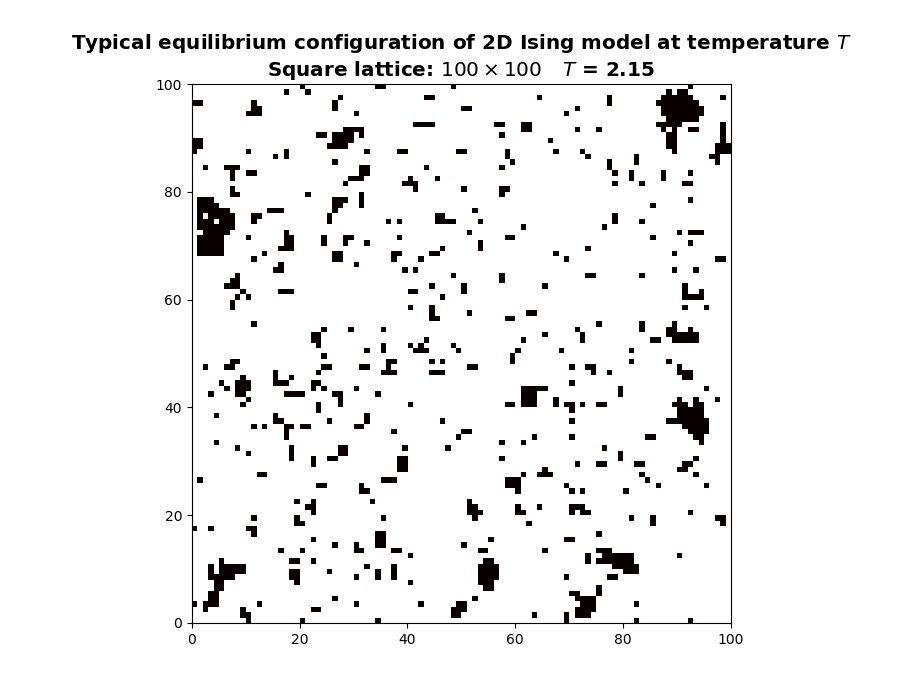 Typical equilibrium configuration of 2D Ising model at temperature T
Square lattice: 100 × 100 T = 2.15
100
80
60
40
20
0
0 20 40 60 80 100